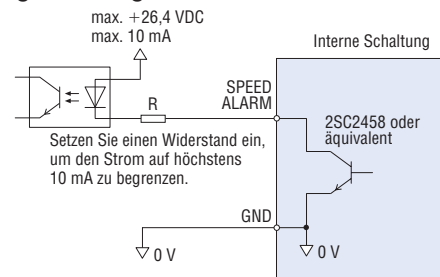 max. +26,4 VDC
max. 10 mA
Interne Schaltung
SPEED
ALARM
R
2SC2458 oder
äquivalent
Setzen Sie einen Widerstand ein,
um den Strom auf höchstens
10 mA zu begrenzen.
GND
0 V
0 V